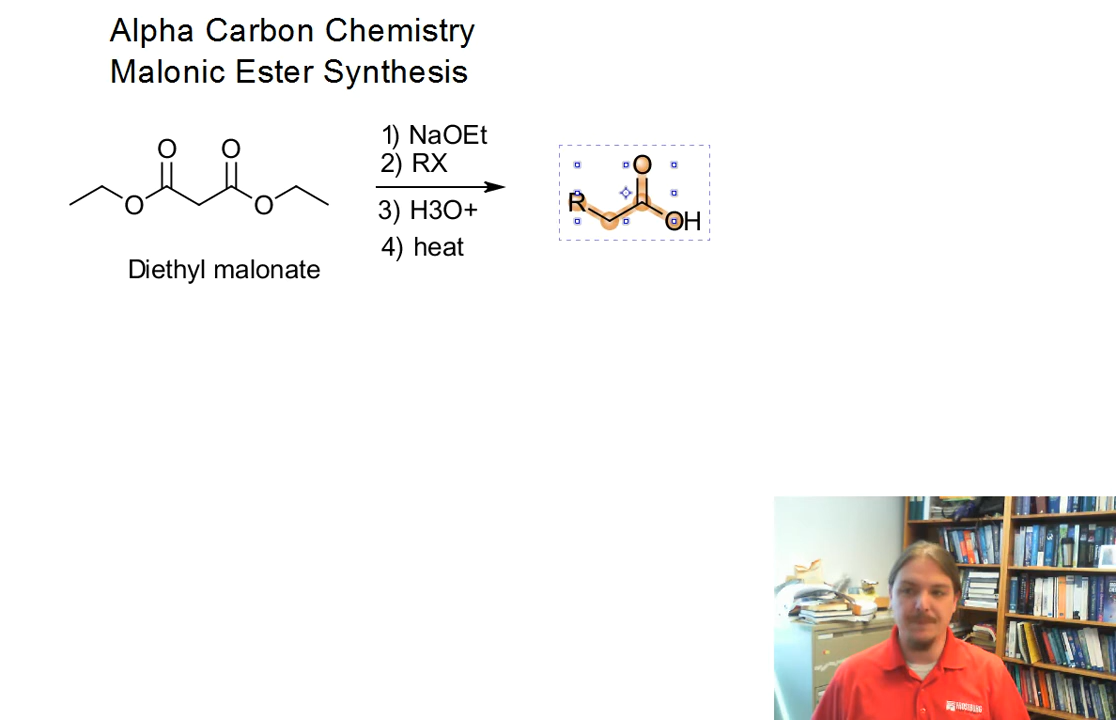 Alpha Carbon Chemistry
Malonic Ester Synthesis
O O
O O
Diethyl malonate
1) NaOEt
2) RX
3) H3O+
4) heat
O
R
OH